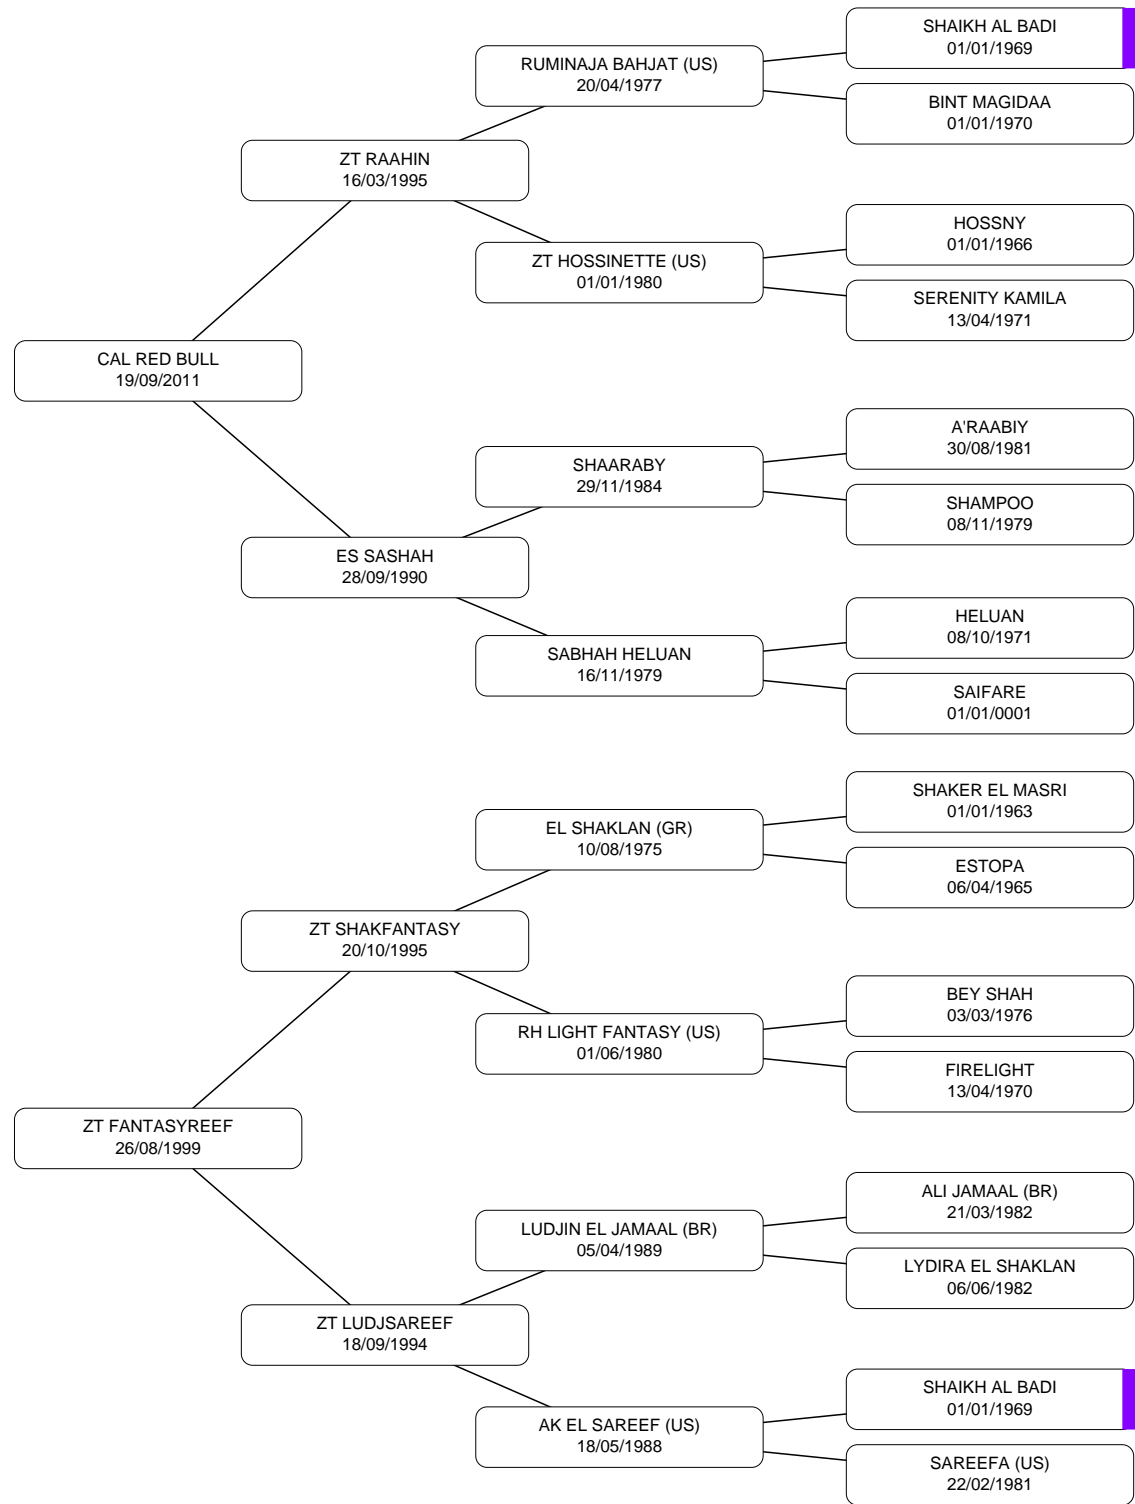 SHAIKH AL BADI
01/01/1969
RUMINAJA BAHJAT (US)
20/04/1977
BINT MAGIDAA
01/01/1970
ZT RAAHIN
16/03/1995
HOSSNY
01/01/1966
ZT HOSSINETTE (US)
01/01/1980
SERENITY KAMILA
13/04/1971
CAL RED BULL
19/09/2011
A'RAABIY
30/08/1981
SHAARABY
29/11/1984
SHAMPOO
08/11/1979
ES SASHAH
28/09/1990
HELUAN
08/10/1971
SABHAH HELUAN
16/11/1979
SAIFARE
01/01/0001
SHAKER EL MASRI
01/01/1963
EL SHAKLAN (GR)
10/08/1975
ESTOPA
06/04/1965
ZT SHAKFANTASY
20/10/1995
BEY SHAH
03/03/1976
RH LIGHT FANTASY (US)
01/06/1980
FIRELIGHT
13/04/1970
ZT FANTASYREEF
26/08/1999
ALI JAMAAL (BR)
21/03/1982
LUDJIN EL JAMAAL (BR)
05/04/1989
LYDIRA EL SHAKLAN
06/06/1982
ZT LUDJSAREEF
18/09/1994
SHAIKH AL BADI
01/01/1969
AK EL SAREEF (US)
18/05/1988
SAREEFA (US)
22/02/1981